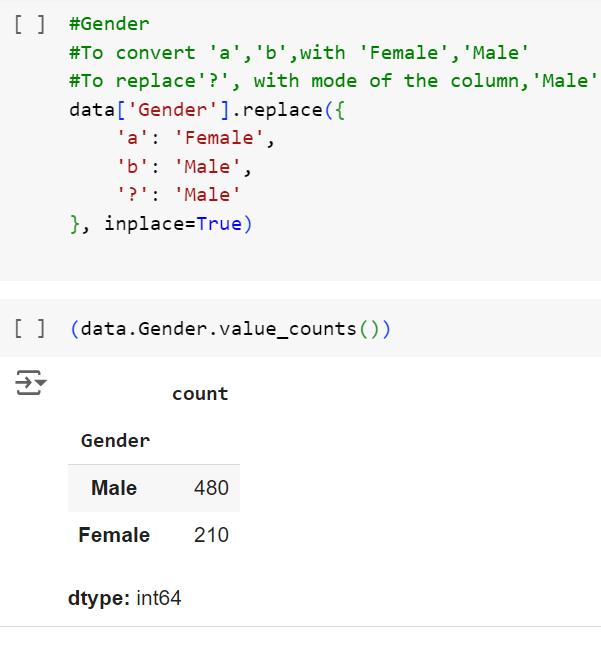 [ ] #Gender
#To convert 'a','b',with 'Female','Male'
#To replace'?', with mode of the column,'Male'
data['Gender'].replace({
    'a': 'Female',
    'b': 'Male',
    '?': 'Male'
}, inplace=True)
[ ] (data.Gender.value_counts())
count
Gender
Male 480
Female 210
dtype: int64